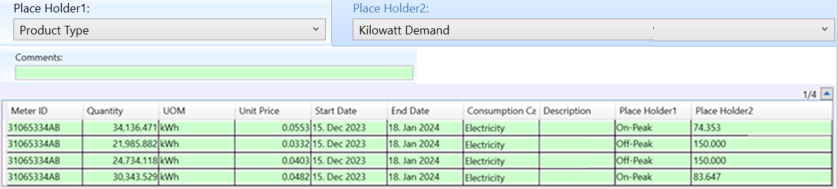 Place Holder1:
Place Holder2:
Product Type
Kilowatt Demand
Comments:
1/4
Meter ID Quantity UOM Unit Price Start Date End Date Consumption Ca Description Place Holder1 Place Holder2
31065334AB 34,136.471 kWh 0.0553 15. Dec 2023 18. Jan 2024 Electricity On-Peak 74.353
31065334AB 21,985.882 kWh 0.0332 15. Dec 2023 18. Jan 2024 Electricity Off-Peak 150.000
31065334AB 24,734.118 kWh 0.0403 15. Dec 2023 18. Jan 2024 Electricity Off-Peak 150.000
31065334AB 30,343.529 kWh 0.0482 15. Dec 2023 18. Jan 2024 Electricity On-Peak 83.647